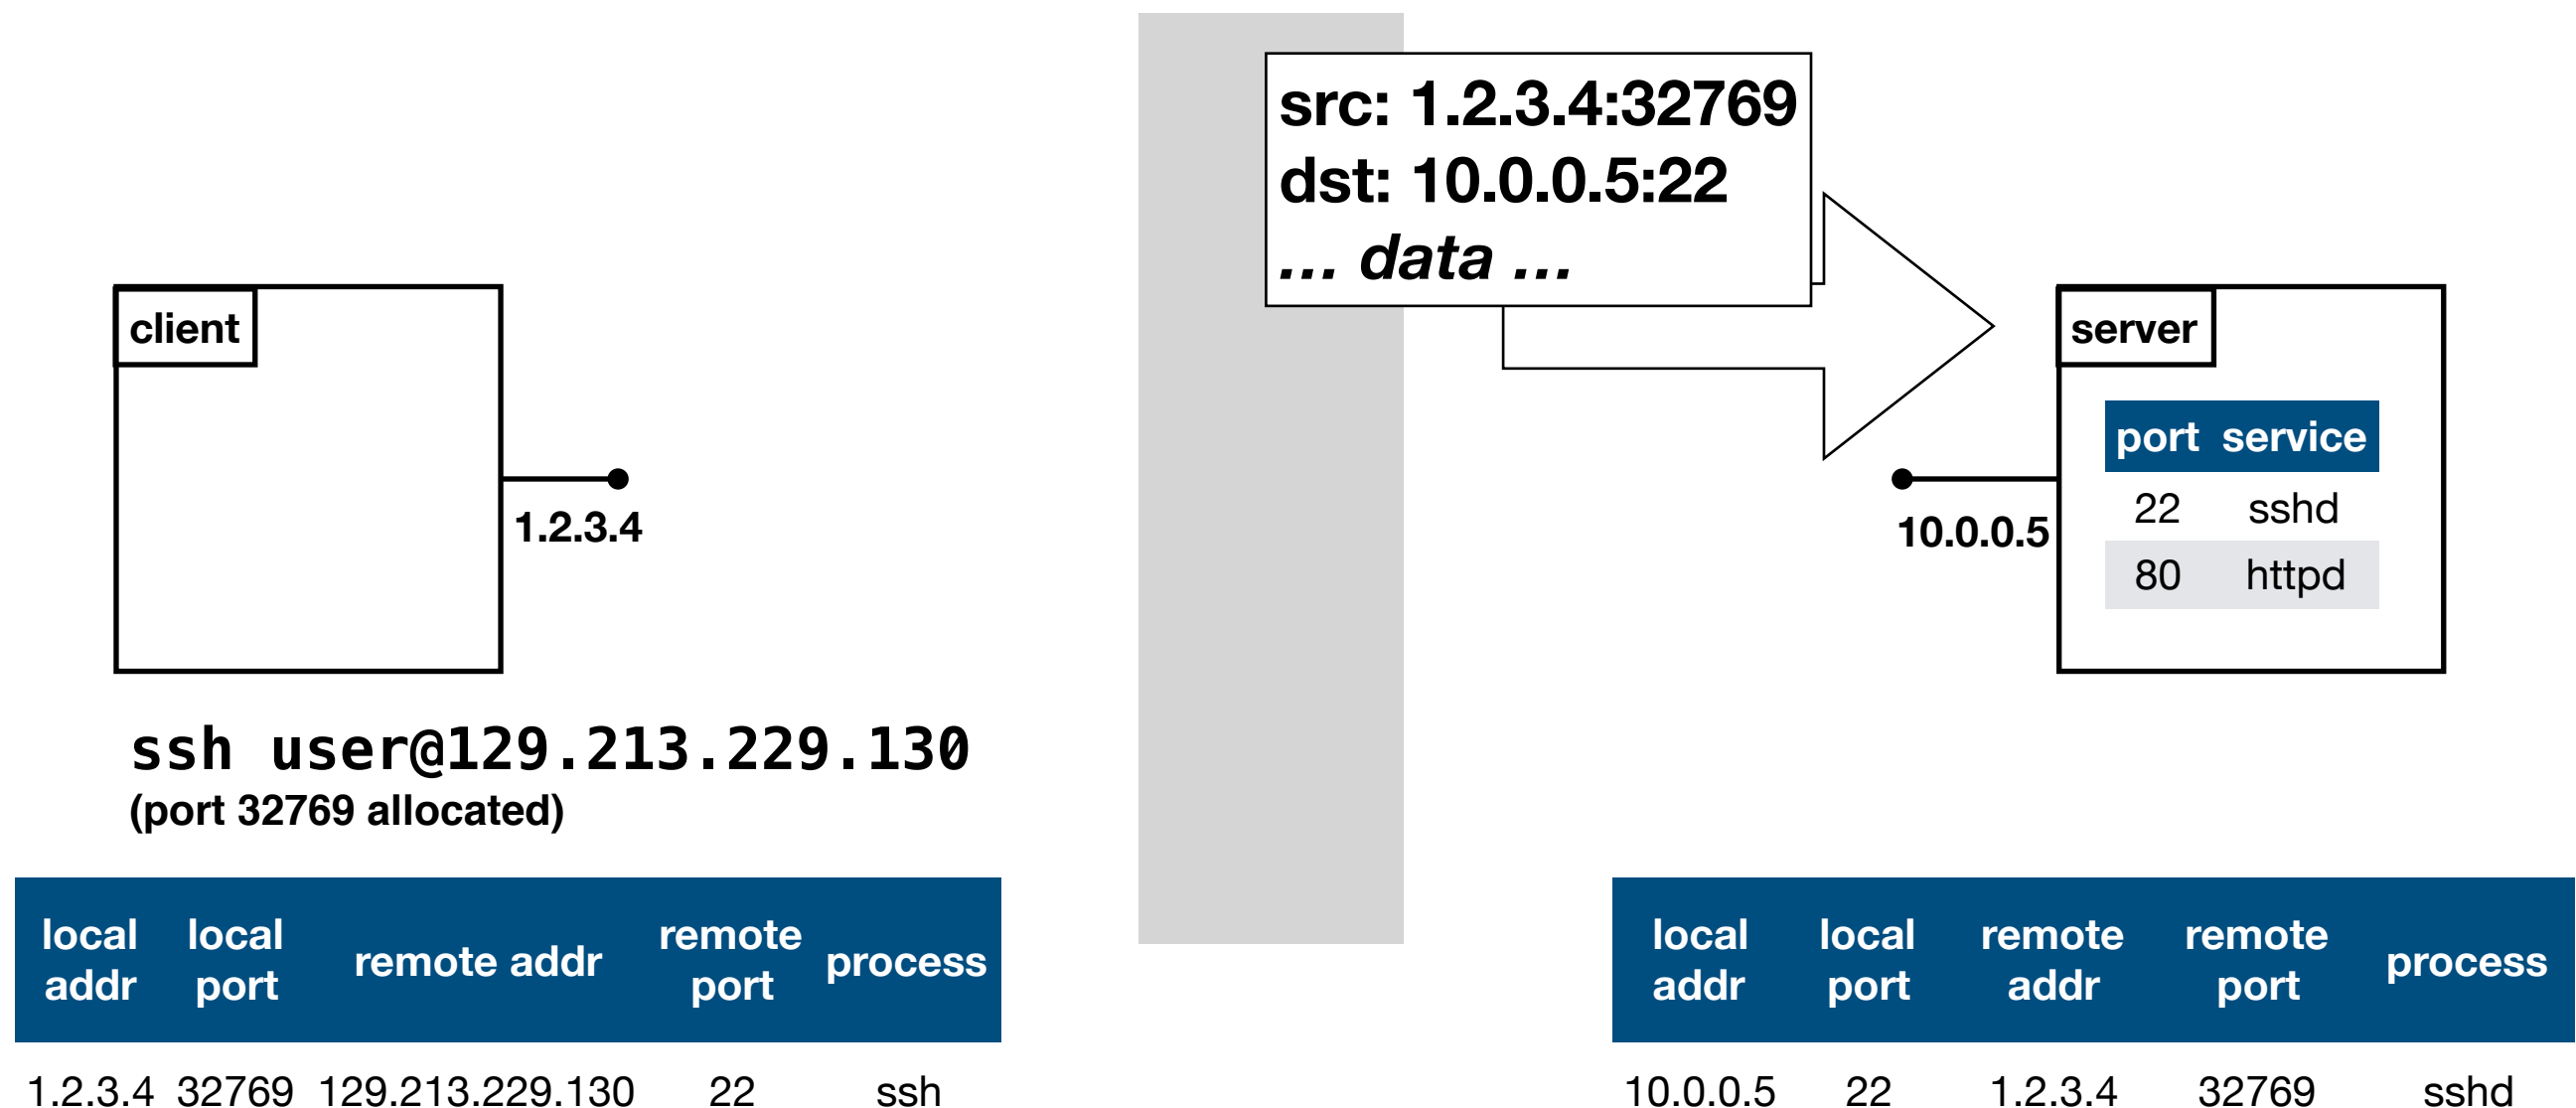 src: 1.2.3.4:32769
dst: 10.0.0.5:22
... data ...
client
1.2.3.4
server
port service
22 sshd
80 httpd
10.0.0.5
ssh user@129.213.229.130
(port 32769 allocated)
local addr local port remote addr remote port process
1.2.3.4 32769 129.213.229.130 22 ssh
local addr local port remote addr remote port process
10.0.0.5 22 1.2.3.4 32769 sshd